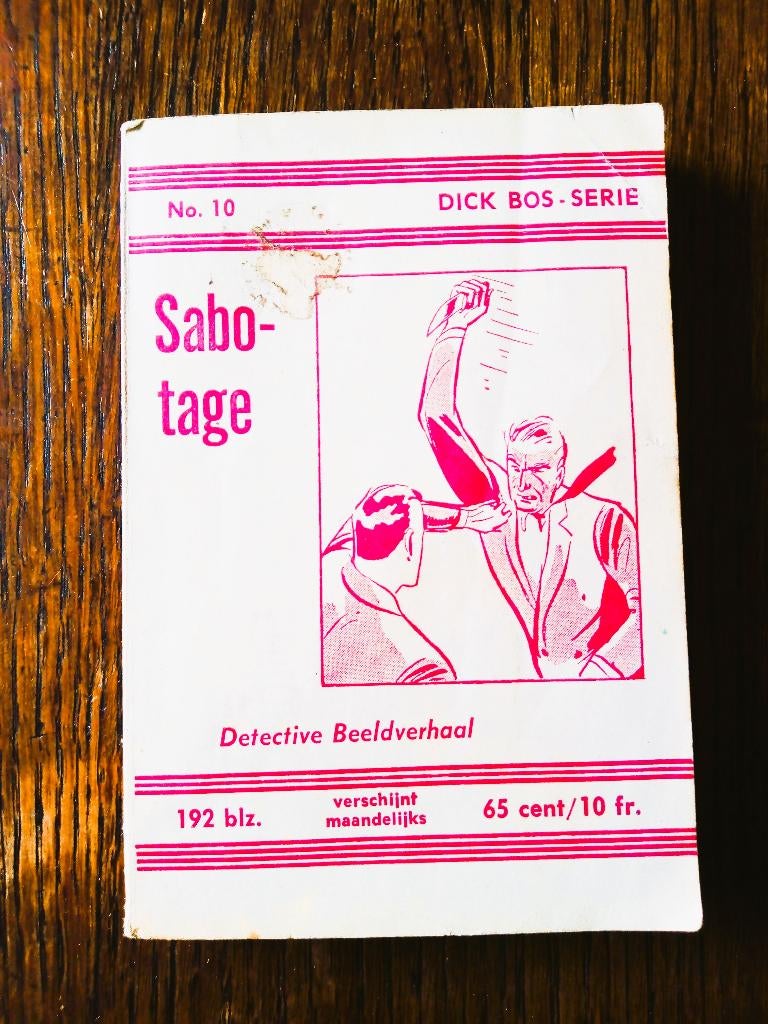 No. 10 DICK BOS - SERIE
Sabo-
tage
Detective Beeldverhaal
192 blz. verschijnt maandelijks 65 cent/10 fr.